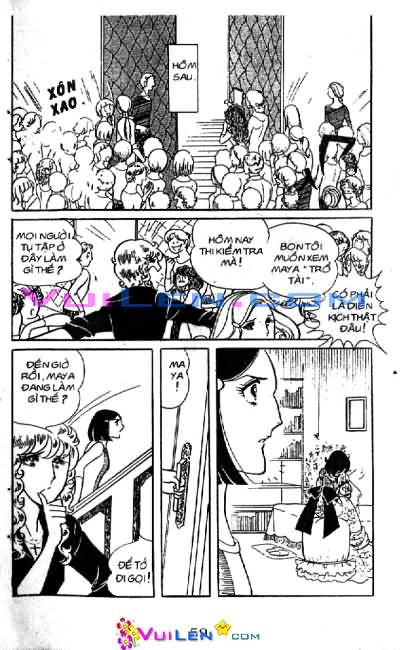 HÔM
SAU.
XÔN
XAO.
MỌI NGƯỜI
TỤ TẬP Ở
ĐÂY LÀM
GÌ THẾ?
HÔM NAY
THI KIỂM TRA
MÀ!
BỌN TÔI
MUỐN XEM
MAYA "TRỔ
TÀI".
CÓ PHẢI
LÀ DIỄN
KỊCH THẬT
ĐÂU!
VUILEN.COM
ĐẾN GIỜ
RỒI, MAYA
ĐANG LÀM
GÌ THẾ?
MA
YA!
ĐỂ TỚ
ĐI GỌI!
VUILEN.COM